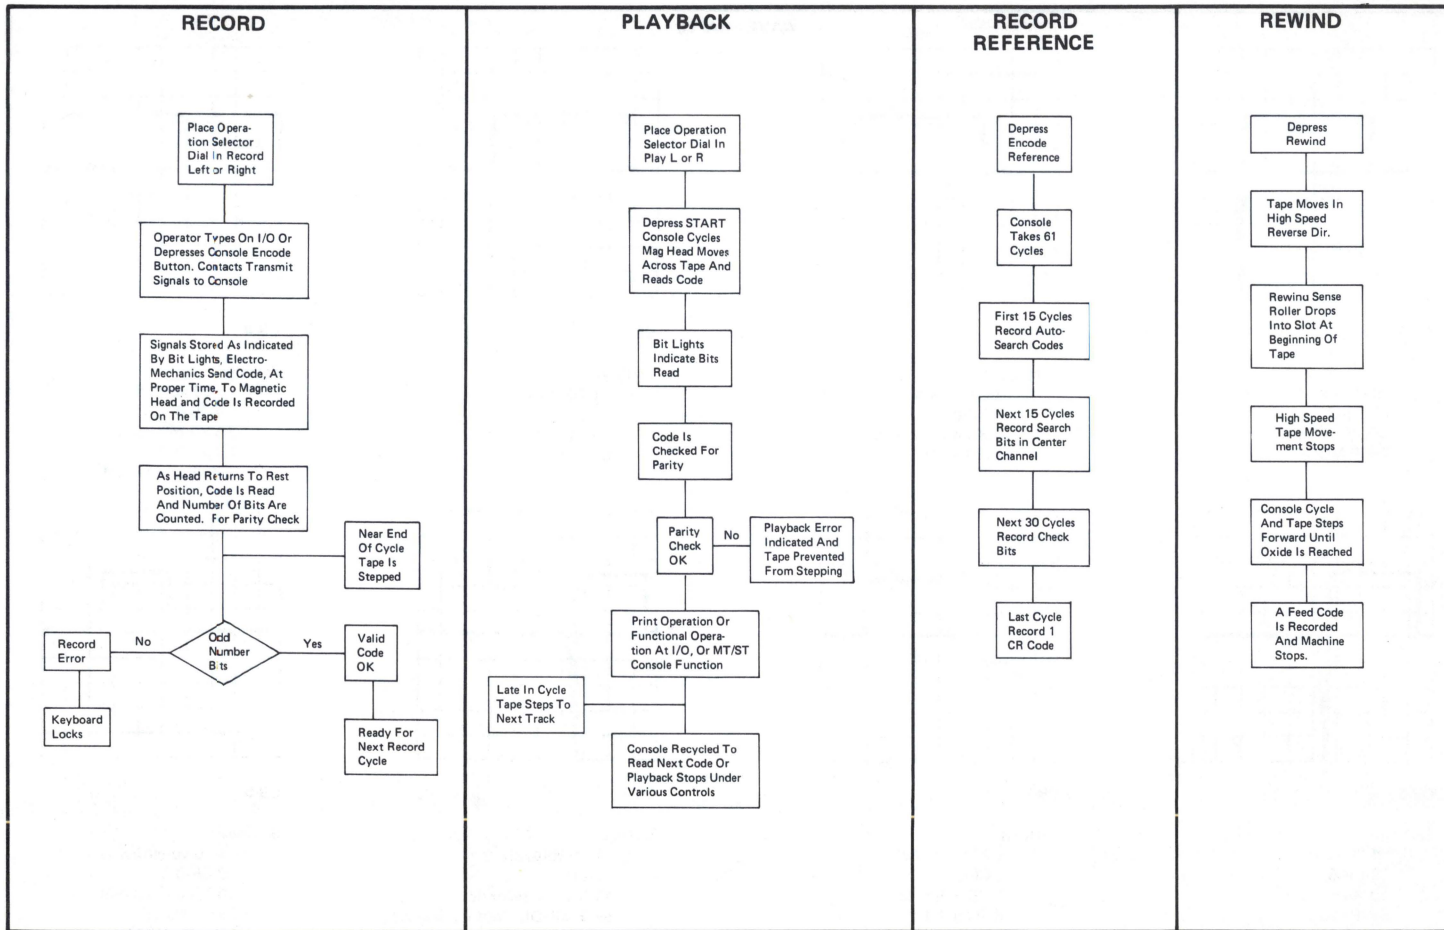 RECORD
Place Opera-
tion Selector
Dial In Record
Left or Right
Operator Types On I/O Or
Depresses Console Encode
Button. Contacts Transmit
Signals to Console
Signals Stored As Indicated
By Bit Lights, Electro-
Mechanics Send Code, At
Proper Time, To Magnetic
Head and Code Is Recorded
On The Tape
As Head Returns To Rest
Position, Code Is Read
And Number Of Bits Are
Counted. For Parity Check
Near End
Of Cycle
Tape Is
Stepped
Odd
Number
Bits
No
Record
Error
Keyboard
Locks
Yes
Valid
Code
OK
Ready For
Next Record
Cycle
PLAYBACK
Place Operation
Selector Dial In
Play L or R
Depress START
Console Cycles
Mag Head Moves
Across Tape And
Reads Code
Bit Lights
Indicate Bits
Read
Code Is
Checked For
Parity
Parity
Check
OK
No
Playback Error
Indicated And
Tape Prevented
From Stepping
Print Operation Or
Functional Opera-
tion At I/O, Or MT/ST
Console Function
Late In Cycle
Tape Steps To
Next Track
Console Recycled To
Read Next Code Or
Playback Stops Under
Various Controls
RECORD
REFERENCE
Depress
Encode
Reference
Console
Takes 61
Cycles
First 15 Cycles
Record Auto-
Search Codes
Next 15 Cycles
Record Search
Bits in Center
Channel
Next 30 Cycles
Record Check
Bits
Last Cycle
Record 1
CR Code
REWIND
Depress
Rewind
Tape Moves In
High Speed
Reverse Dir.
Rewinu Sense
Roller Drops
Into Slot At
Beginning Of
Tape
High Speed
Tape Move-
ment Stops
Console Cycle
And Tape Steps
Forward Until
Oxide Is Reached
A Feed Code
Is Recorded
And Machine
Stops.